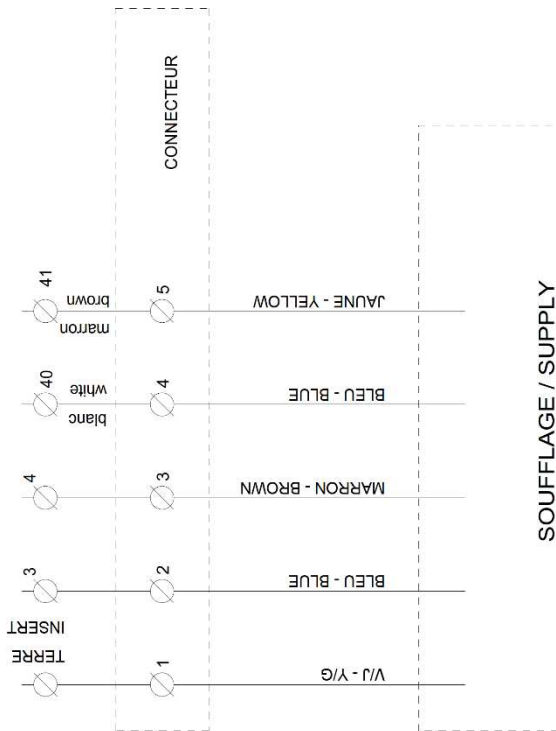 41
brown
marron
CONNECTEUR
5
JAUNE - YELLOW
40
white
blanc
4
BLEU - BLUE
4
3
MARRON - BROWN
3
2
BLEU - BLUE
INSERT
TERRE
1
V/J - Y/G
SOUFFLAGE / SUPPLY